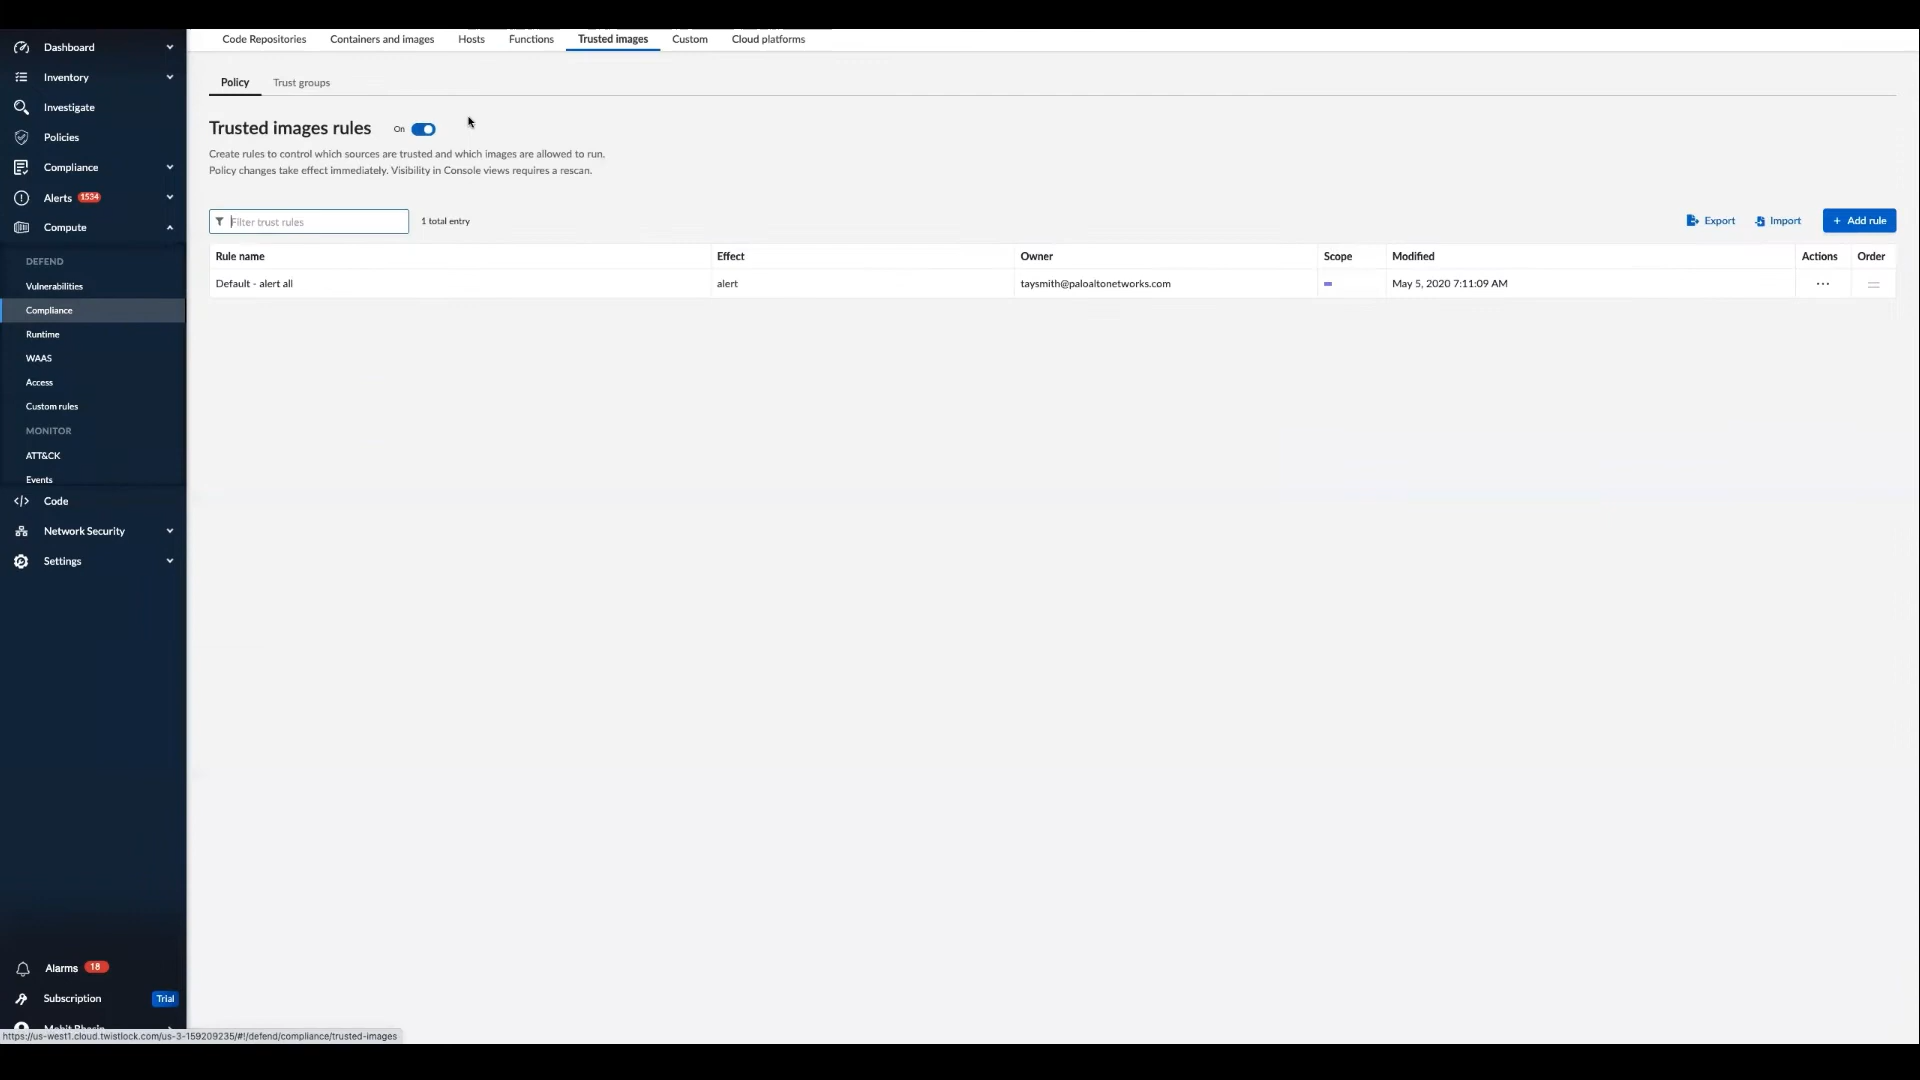 Dashboard
Inventory
Investigate
Policies
Compliance
Alerts 1534
Compute
DEFEND
Vulnerabilities
Compliance
Runtime
WAAS
Access
Custom rules
MONITOR
ATT&CK
Events
Code
Network Security
Settings
Alarms 18
Subscription Trial
https://us-west1.cloud.twistlock.com/us-3-159209235/#!/defend/compliance/trusted-images
Code Repositories Containers and images Hosts Functions Trusted images Custom Cloud platforms
Policy Trust groups
Trusted images rules On
Create rules to control which sources are trusted and which images are allowed to run.
Policy changes take effect immediately. Visibility in Console views requires a rescan.
Filter trust rules 1 total entry Export Import + Add rule
Rule name Effect Owner Scope Modified Actions Order
Default - alert all alert taysmith@paloaltonetworks.com May 5, 2020 7:11:09 AM